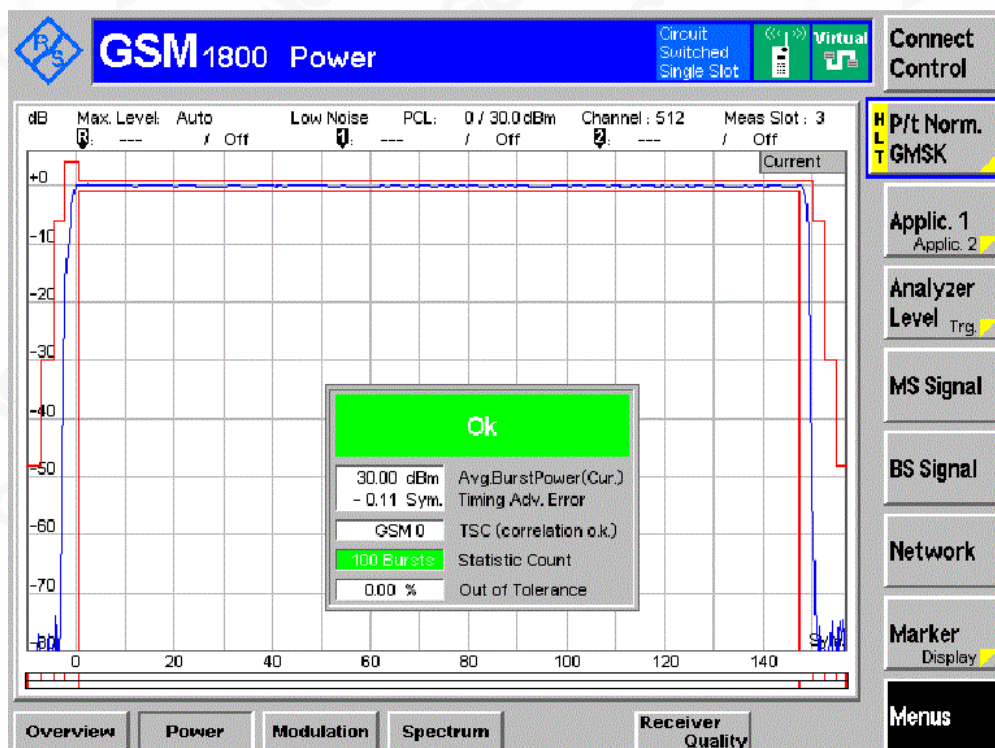 R S
GSM 1800 Power
Circuit Switched Single Slot
Virtual
Connect Control
dB Max. Level: Auto Low Noise PCL: 0 / 30.0 dBm Channel : 512 Meas Slot : 3
R: --- / Off 1: --- / Off 2: --- / Off
Current
H L T
P/t Norm. GMSK
+0
-10
-20
-30
-40
-50
-60
-70
-80
Ok
30.00 dBm Avg.BurstPower(Cur.)
- 0.11 Sym. Timing Adv. Error
GSM 0 TSC (correlation o.k.)
100 Bursts Statistic Count
0.00 % Out of Tolerance
0 20 40 60 80 100 120 140
Applic. 1
Applic. 2
Analyzer Level Trg.
MS Signal
BS Signal
Network
Marker
Display
Menus
Overview Power Modulation Spectrum Receiver Quality